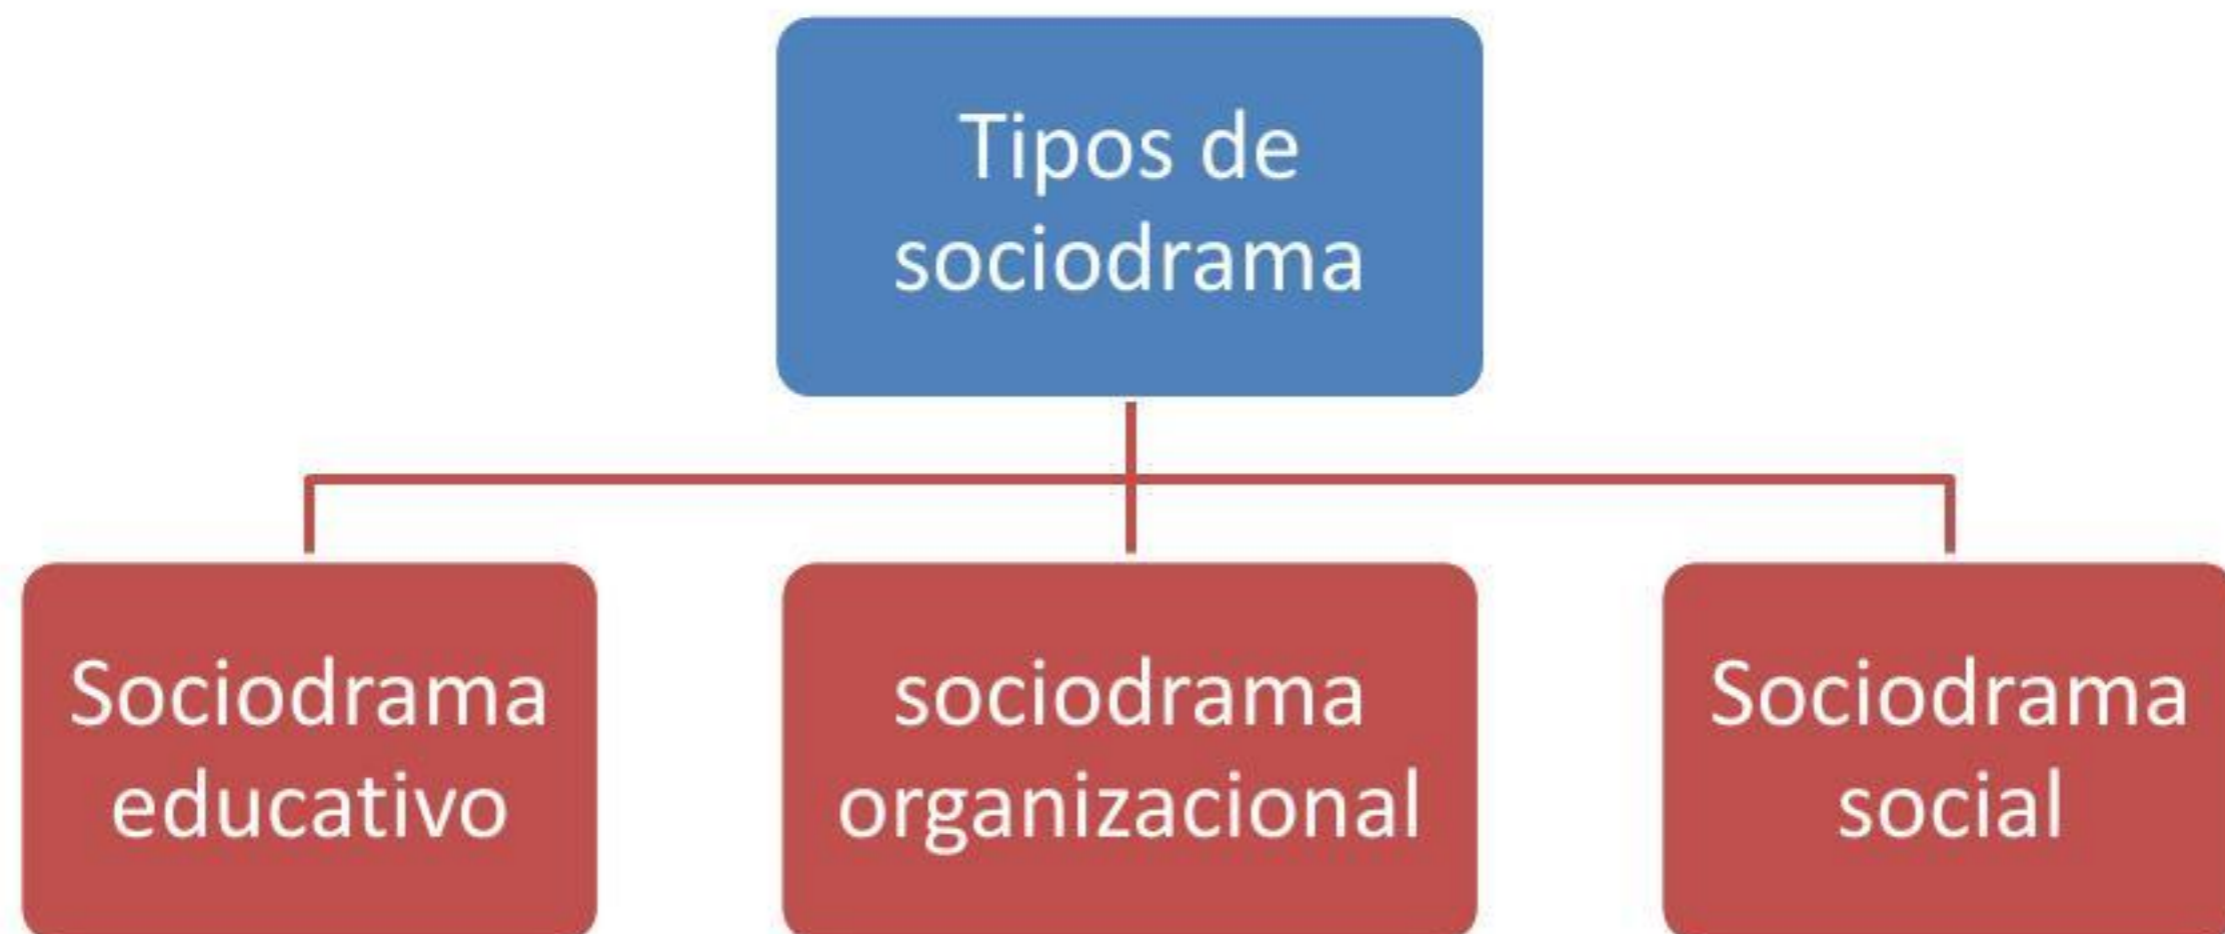 Tipos de
sociodrama
Sociodrama
educativo
sociodrama
organizacional
Sociodrama
social